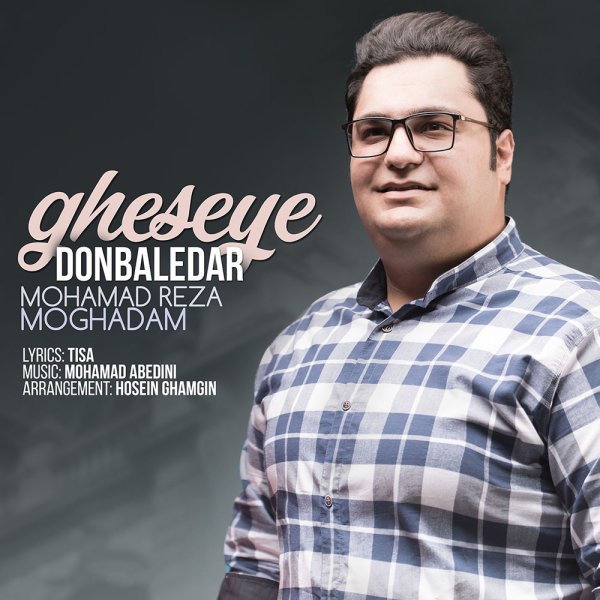 gheseye
DONBALEDAR
MOHAMAD REZA
MOGHADAM
LYRICS: TISA
MUSIC: MOHAMAD ABEDINI
ARRANGEMENT: HOSEIN GHAMGIN